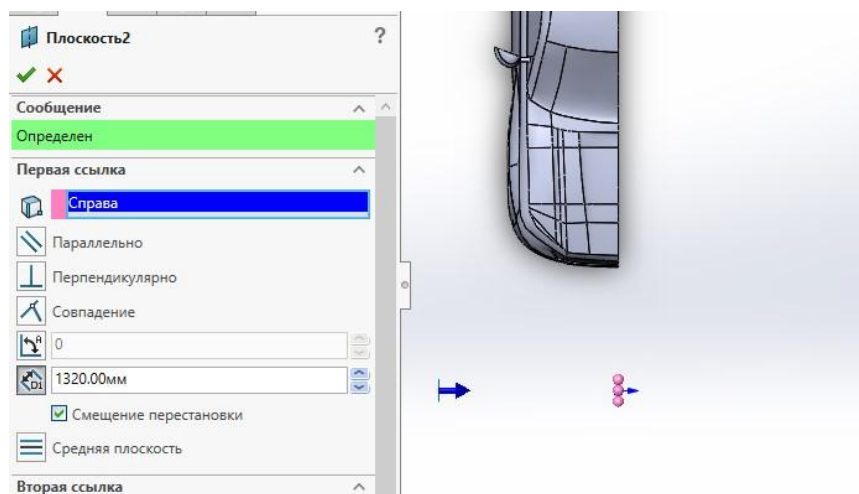 Плоскость2 ?
Сообщение
Определен
Первая ссылка
Справа
Параллельно
Перпендикулярно
Совпадение
0
1320.00мм
Смещение перестановки
Средняя плоскость
Вторая ссылка